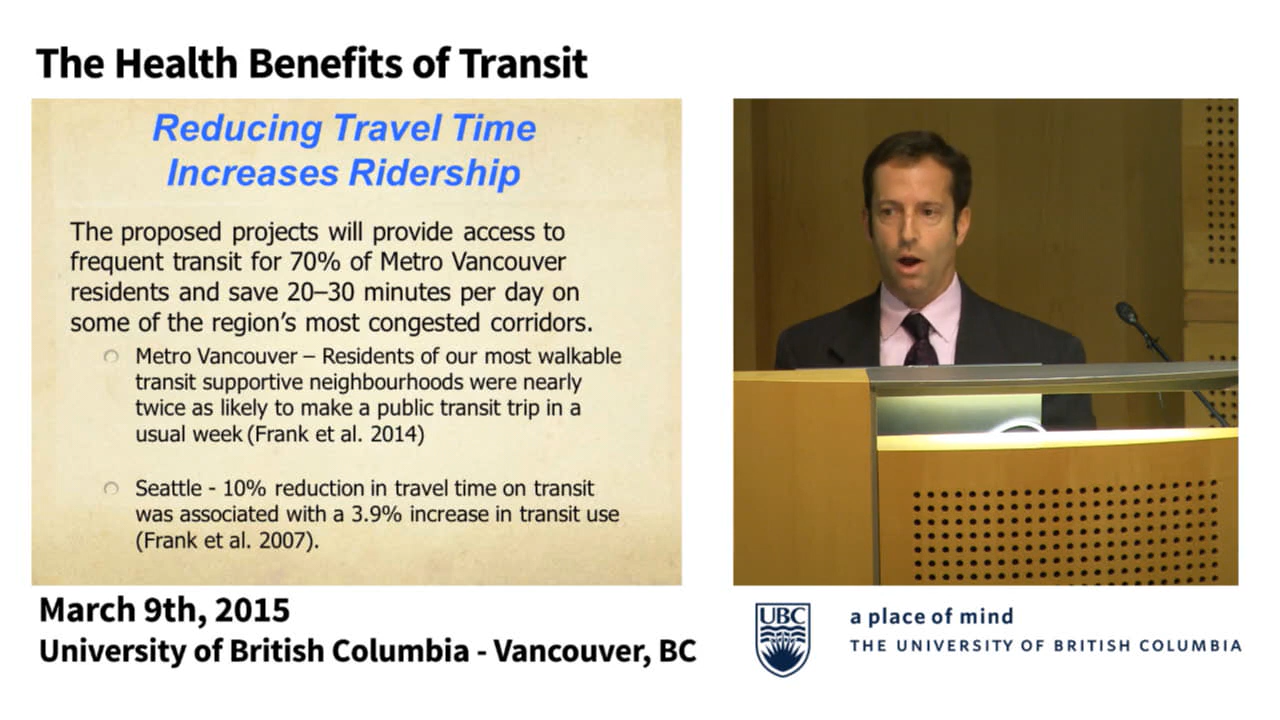 The Health Benefits of Transit
Reducing Travel Time
Increases Ridership
The proposed projects will provide access to
frequent transit for 70% of Metro Vancouver
residents and save 20–30 minutes per day on
some of the region's most congested corridors.
Metro Vancouver – Residents of our most walkable
transit supportive neighbourhoods were nearly
twice as likely to make a public transit trip in a
usual week (Frank et al. 2014)
Seattle - 10% reduction in travel time on transit
was associated with a 3.9% increase in transit use
(Frank et al. 2007).
March 9th, 2015
University of British Columbia - Vancouver, BC
UBC
a place of mind
THE UNIVERSITY OF BRITISH COLUMBIA